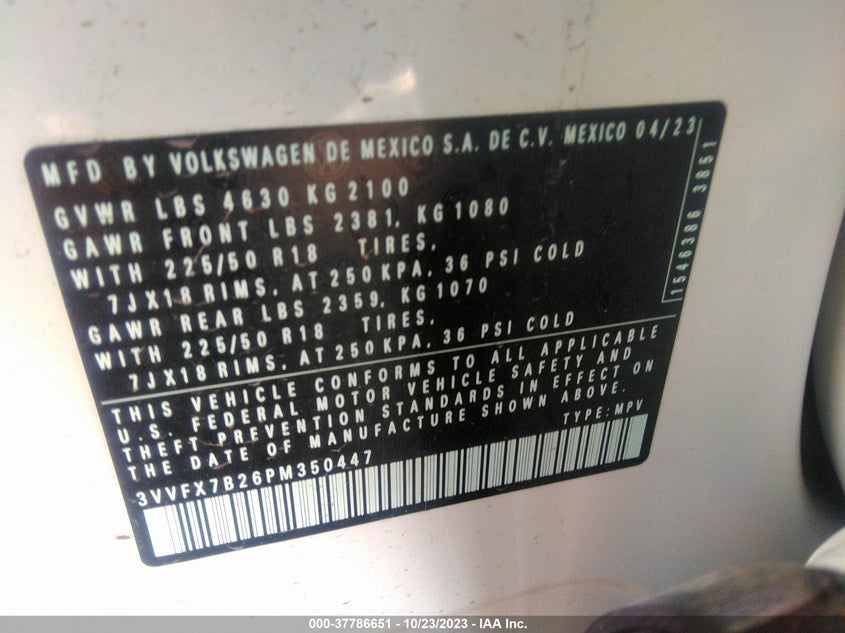 MFD BY VOLKSWAGEN DE MEXICO S.A. DE C.V. MEXICO 04/23
GVWR LBS 4630 KG 2100
GAWR FRONT LBS 2381, KG 1080
WITH 225/50 R18 TIRES,
7JX18 RIMS, AT 250 KPA, 36 PSI COLD
GAWR REAR LBS 2359, KG 1070
WITH 225/50 R18 TIRES,
7JX18 RIMS, AT 250 KPA, 36 PSI COLD
1546386 3851
THIS VEHICLE CONFORMS TO ALL APPLICABLE
U.S. FEDERAL MOTOR VEHICLE SAFETY AND
THEFT PREVENTION STANDARDS IN EFFECT ON
THE DATE OF MANUFACTURE SHOWN ABOVE.
3VVFX7B26PM350447 TYPE: MPV
000-37786651 - 10/23/2023 - IAA Inc.